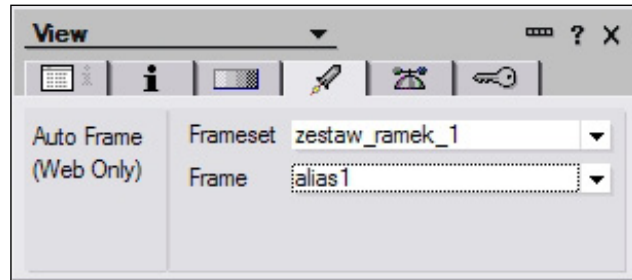 View ? X
i
Auto Frame Frameset zestaw_ramek_1
(Web Only) Frame alias1